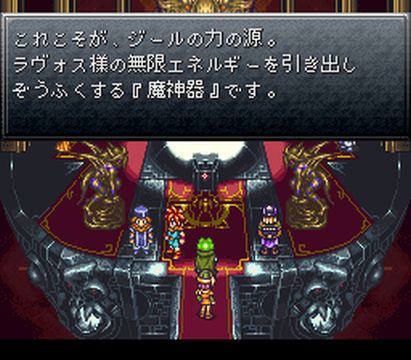 これこそが、ジールの力の源。
ラヴォス様の無限エネルギーを引き出し
ぞうふくする『魔神器』です。